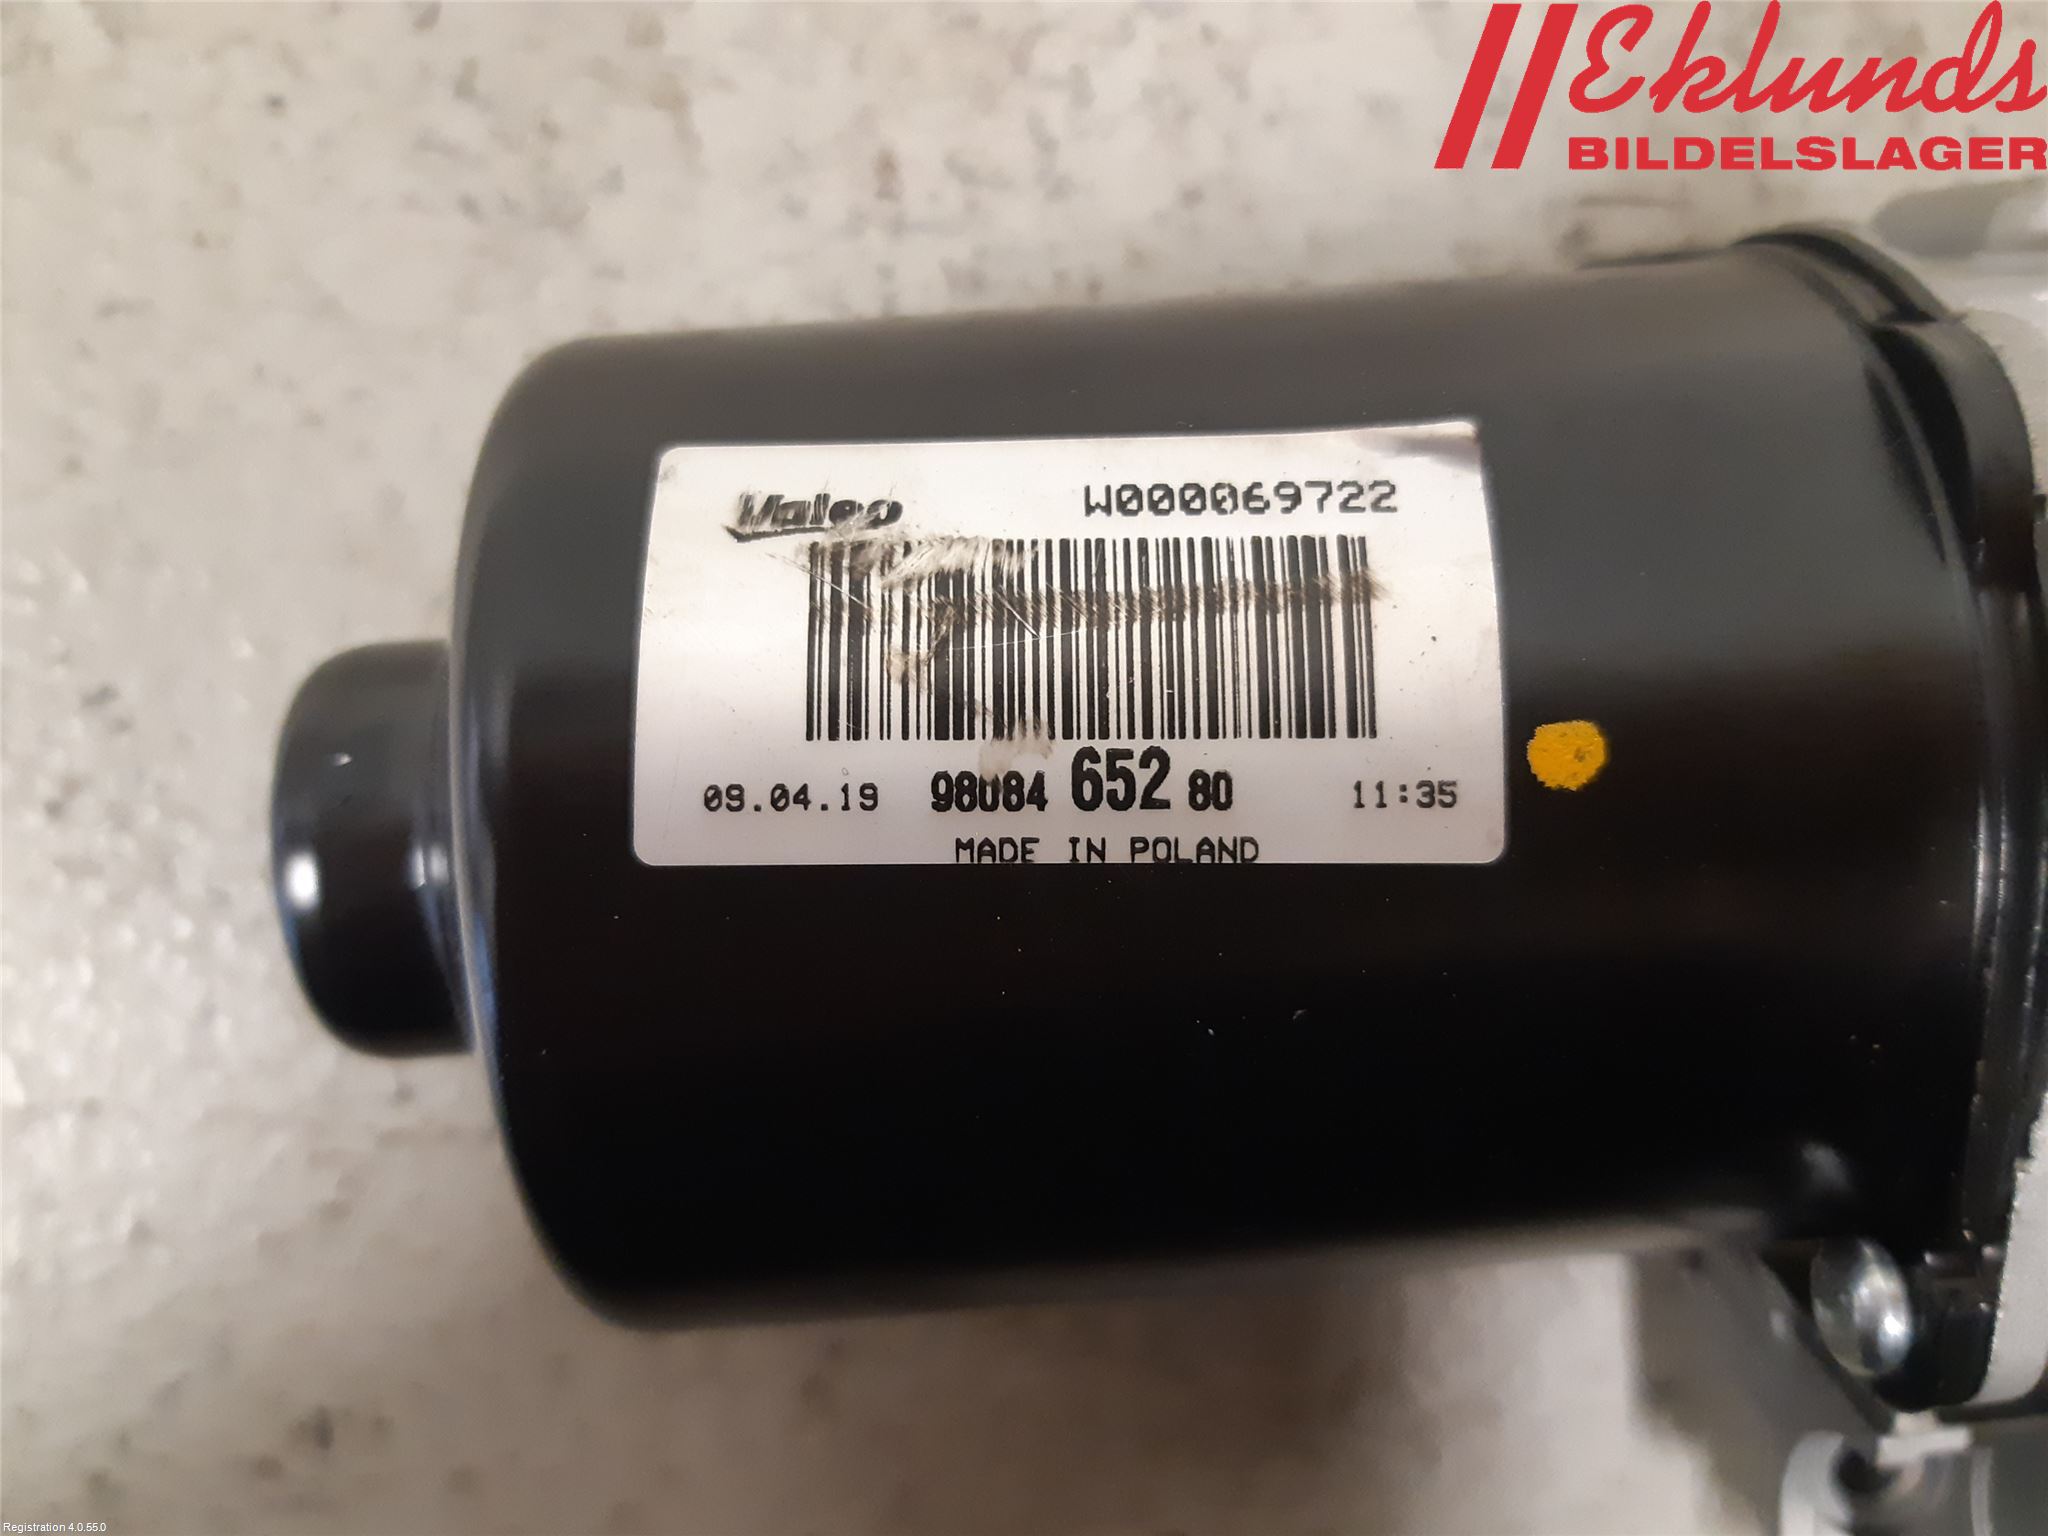 Eklunds
BILDELSLAGER
Valeo
W000069722
09.04.19 98084 652 80 11:35
MADE IN POLAND
Registration 4.0.55.0